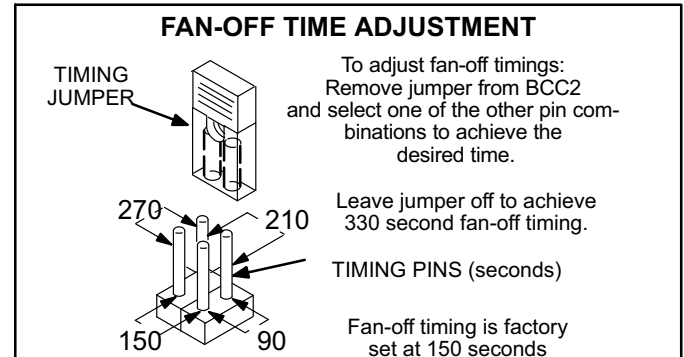 FAN-OFF TIME ADJUSTMENT
TIMING
JUMPER
To adjust fan-off timings:
Remove jumper from BCC2
and select one of the other pin com-
binations to achieve the
desired time.
270
210
Leave jumper off to achieve
330 second fan-off timing.
TIMING PINS (seconds)
150
90
Fan-off timing is factory
set at 150 seconds